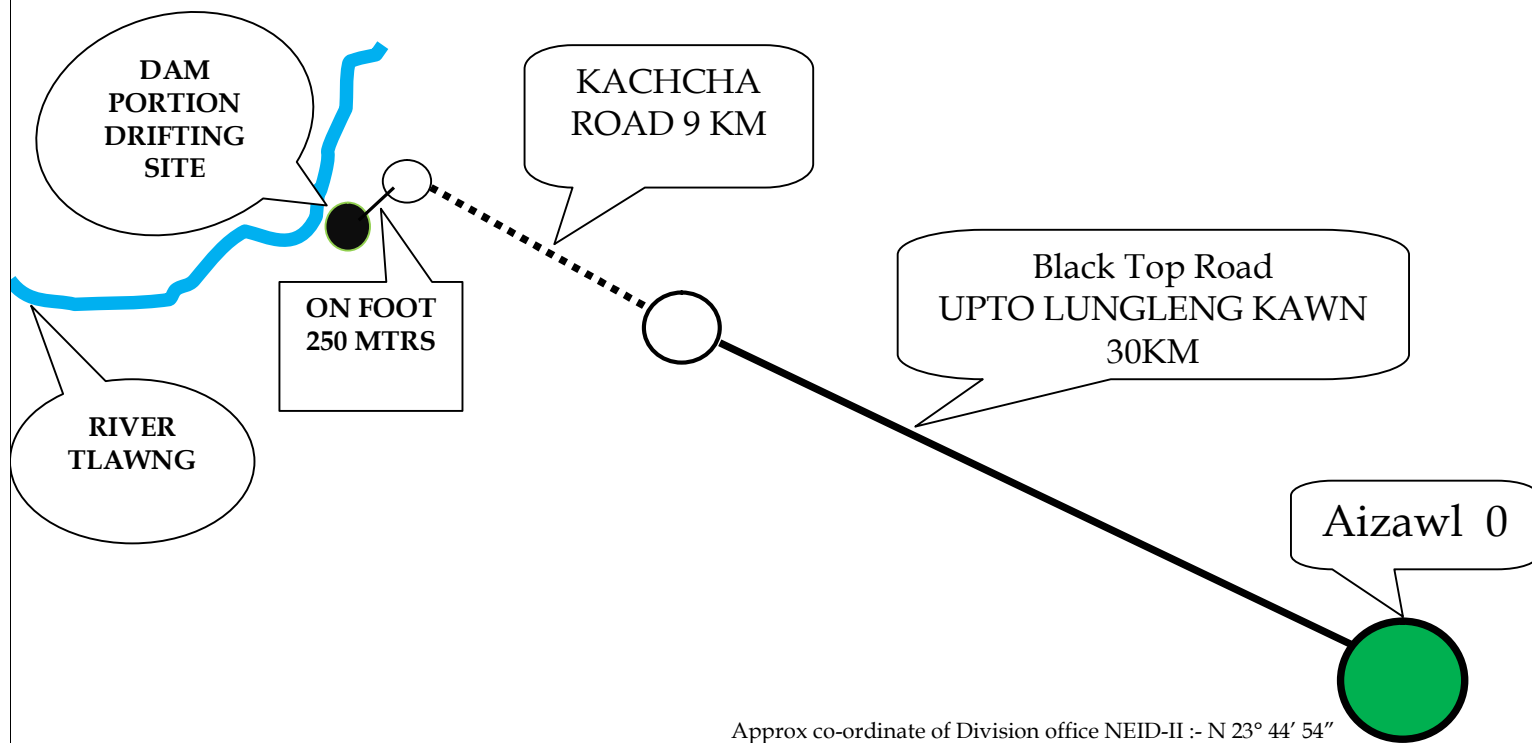 DAM
PORTION
DRIFTING
SITE
KACHCHA
ROAD 9 KM
Black Top Road
UPTO LUNGLENG KAWN
30KM
ON FOOT
250 MTRS
RIVER
TLAWNG
Aizawl 0
Approx co-ordinate of Division office NEID-II :- N 23° 44′ 54″